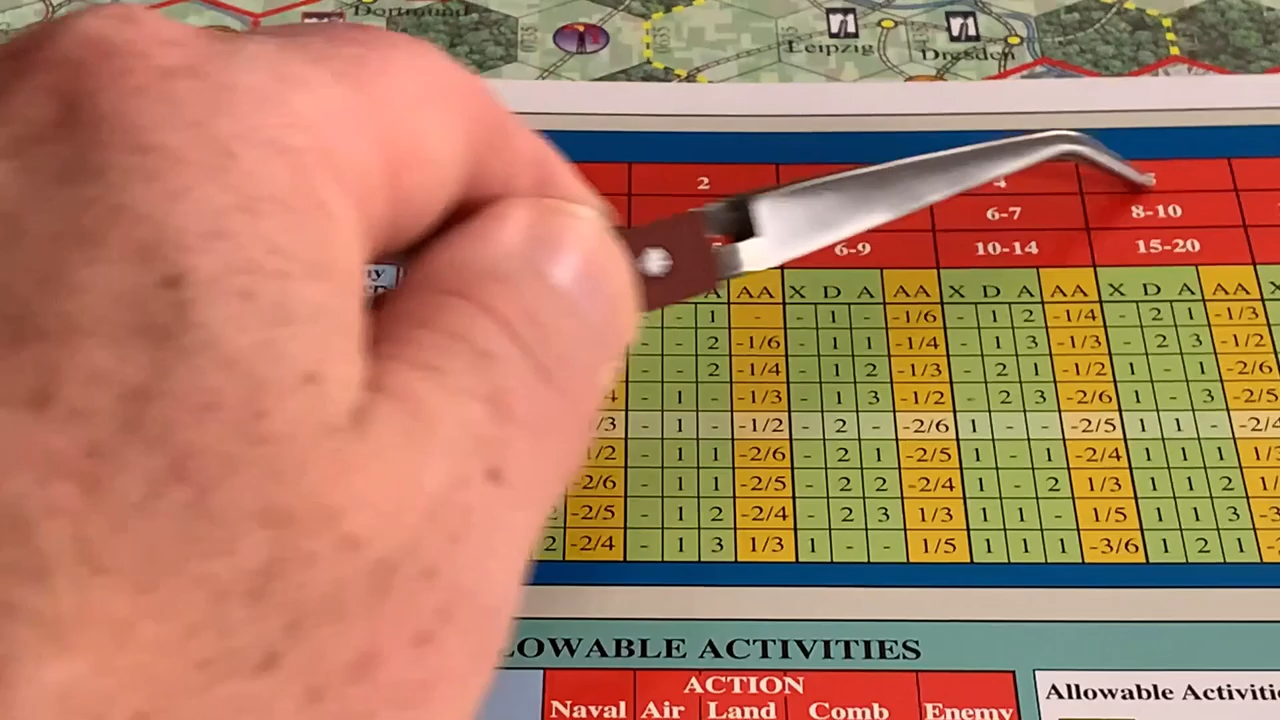 Dortmund
Leipzig
Dresden
2 4 5
6-7 8-10
6-9 10-14 15-20
A AA X D A AA X D A AA X D A AA X
- - 1 - - 1 - -1/6 - 1 2 -1/4 - 2 1 -1/3
- - 2 -1/6 - 1 1 -1/4 - 1 3 -1/3 - 2 3 -1/2
- - 2 -1/4 - 1 2 -1/3 - 2 1 -1/2 1 - 1 -2/6
- 1 - -1/3 - 1 3 -1/2 - 2 3 -2/6 1 - 3 -2/5
/3 - 1 - -1/2 - 2 - -2/6 1 - - -2/5 1 1 - -2/4
1/2 - 1 1 -2/6 - 2 1 -2/5 1 - 1 -2/4 1 1 1 1/3
-2/6 - 1 1 -2/5 - 2 2 -2/4 1 - 2 1/3 1 1 2
2 -2/5 - 1 2 -2/4 - 2 3 1/3 1 1 - 1/5 1 1 3
2 -2/4 - 1 3 1/3 1 - - 1/5 1 1 1 -3/6 1 2 1
LOWABLE ACTIVITIES
ACTION
Naval Air Land Comb Enemy
Allowable Activiti